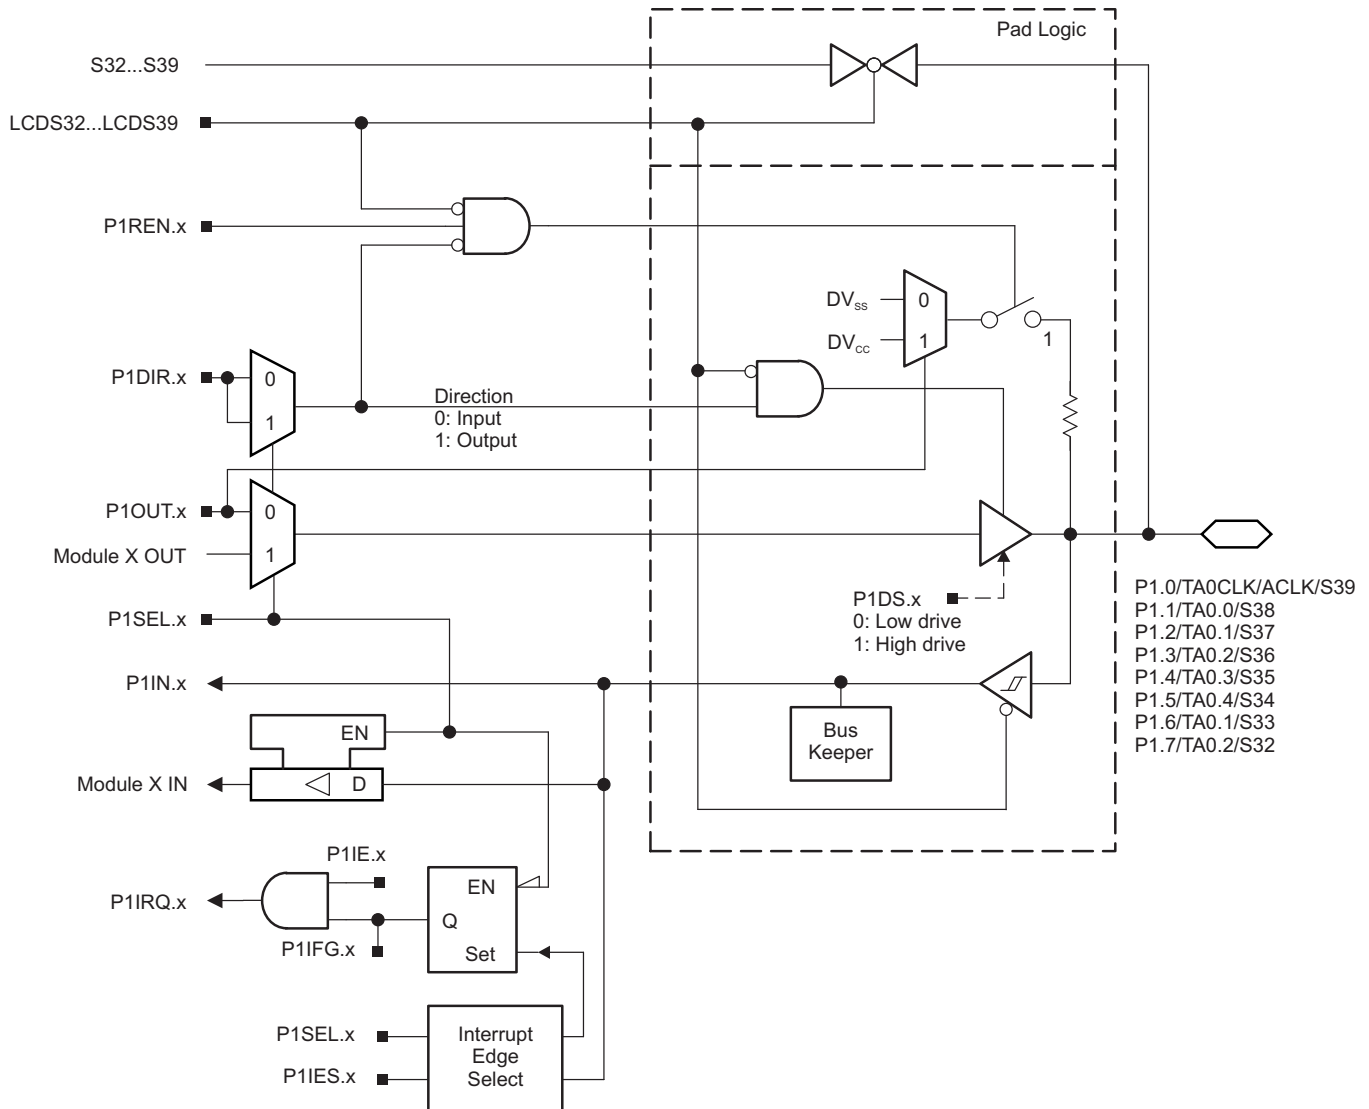 Pad Logic
S32...S39
LCDS32...LCDS39
P1REN.x
DVSS
0
DVCC
1
1
P1DIR.x
0
1
Direction
0: Input
1: Output
P1OUT.x
0
Module X OUT
1
P1DS.x
0: Low drive
1: High drive
P1SEL.x
P1.0/TA0CLK/ACLK/S39
P1.1/TA0.0/S38
P1.2/TA0.1/S37
P1.3/TA0.2/S36
P1.4/TA0.3/S35
P1.5/TA0.4/S34
P1.6/TA0.1/S33
P1.7/TA0.2/S32
P1IN.x
Bus
Keeper
EN
Module X IN
D
P1IE.x
P1IRQ.x
EN
Q
P1IFG.x
Set
P1SEL.x
P1IES.x
Interrupt
Edge
Select